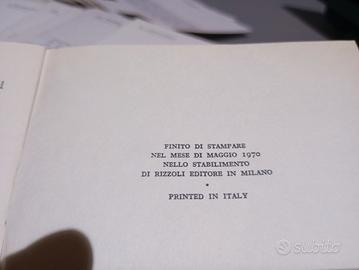 FINITO DI STAMPARE
NEL MESE DI MAGGIO 1970
NELLO STABILIMENTO
DI RIZZOLI EDITORE IN MILANO
*
PRINTED IN ITALY
subito